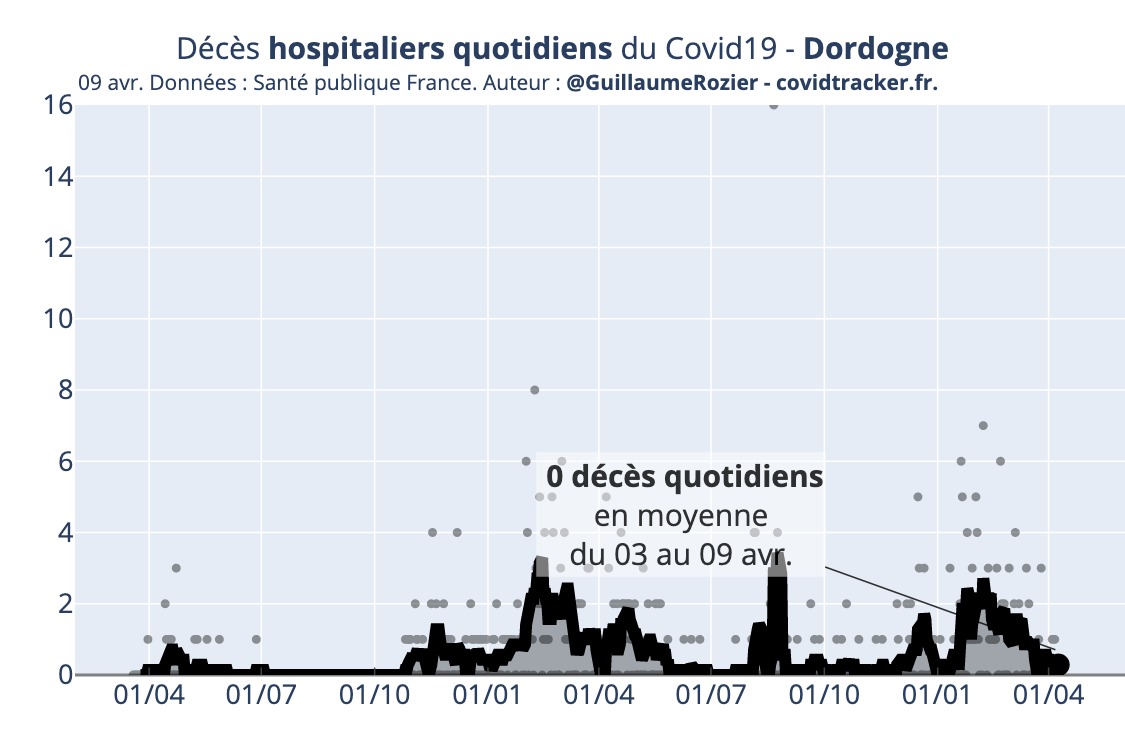 Décès hospitaliers quotidiens du Covid19 - Dordogne
09 avr. Données : Santé publique France. Auteur : @GuillaumeRozier - covidtracker.fr.
16
14
12
10
8
6
4
2
0
0 décès quotidiens
en moyenne
du 03 au 09 avr.
01/04 01/07 01/10 01/01 01/04 01/07 01/10 01/01 01/04